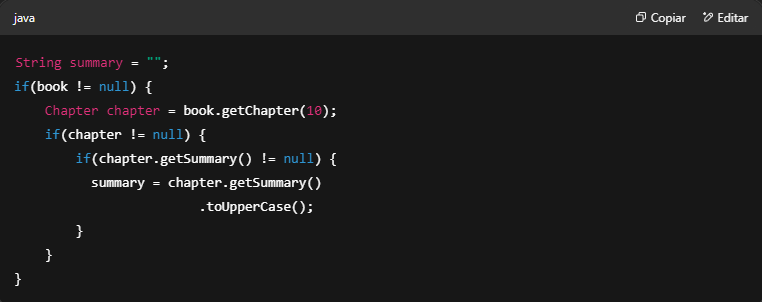 java
Copiar
Editar
String summary = "";
if(book != null) {
    Chapter chapter = book.getChapter(10);
    if(chapter != null) {
        if(chapter.getSummary() != null) {
          summary = chapter.getSummary()
                        .toUpperCase();
        }
    }
}